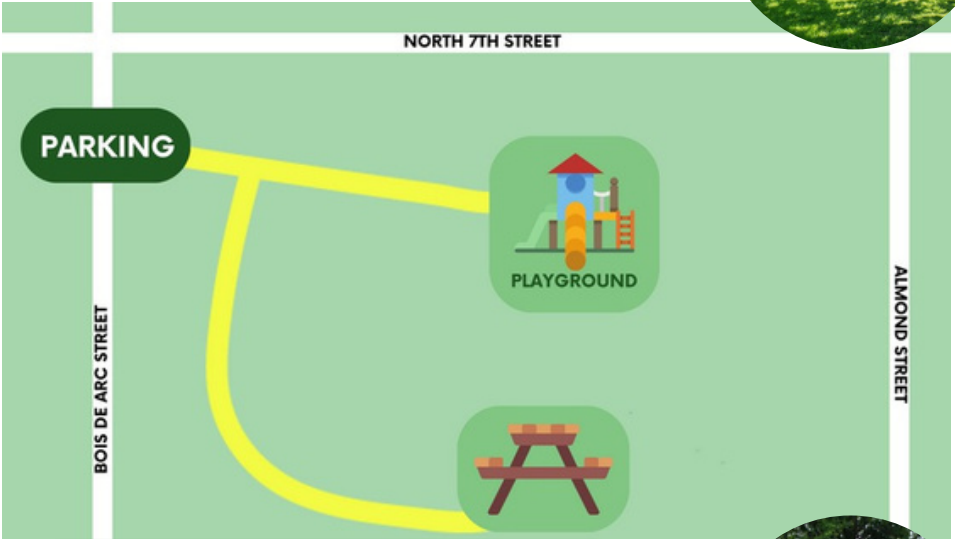 NORTH 7TH STREET
PARKING
PLAYGROUND
BOIS DE ARC STREET
ALMOND STREET